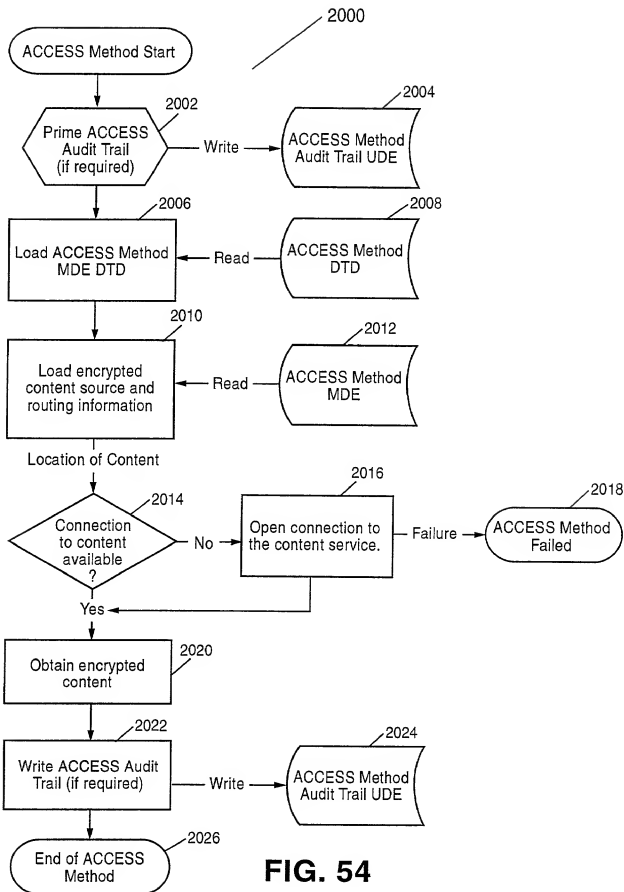 2000
ACCESS Method Start
2002
Prime ACCESS
Audit Trail
(if required)
Write
2004
ACCESS Method
Audit Trail UDE
2006
Load ACCESS Method
MDE DTD
Read
2008
ACCESS Method
DTD
2010
Load encrypted
content source and
routing information
Read
2012
ACCESS Method
MDE
Location of Content
2014
Connection
to content
available
?
No
2016
Open connection to
the content service.
Failure
2018
ACCESS Method
Failed
Yes
2020
Obtain encrypted
content
2022
Write ACCESS Audit
Trail (if required)
Write
2024
ACCESS Method
Audit Trail UDE
2026
End of ACCESS
Method
FIG. 54